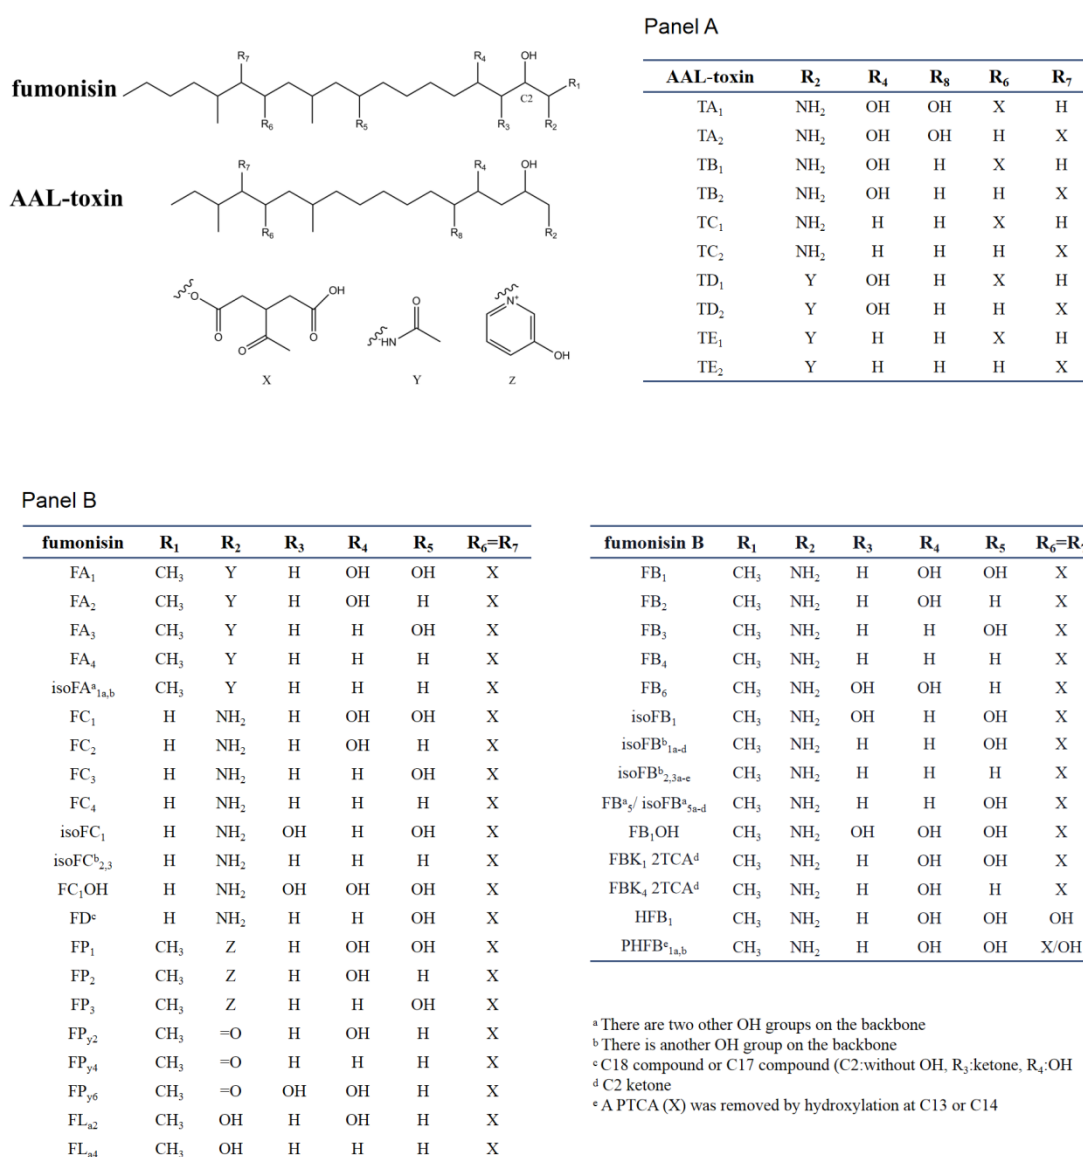 Panel A
fumonisin
R₇
R₄
OH
R₁
C2
R₆
R₅
R₃
R₂
AAL-toxin
R₇
R₄
OH
R₆
R₈
R₂
O
O
O
OH
O
X
O
HN
Y
N⁺
OH
Z
AAL-toxin R₂ R₄ R₈ R₆ R₇
TA₁ NH₂ OH OH X H
TA₂ NH₂ OH OH H X
TB₁ NH₂ OH H X H
TB₂ NH₂ OH H H X
TC₁ NH₂ H H X H
TC₂ NH₂ H H H X
TD₁ Y OH H X H
TD₂ Y OH H H X
TE₁ Y H H X H
TE₂ Y H H H X
Panel B
fumonisin R₁ R₂ R₃ R₄ R₅ R₆=R₇
FA₁ CH₃ Y H OH OH X
FA₂ CH₃ Y H OH H X
FA₃ CH₃ Y H H OH X
FA₄ CH₃ Y H H H X
isoFAᵃ₁ₐ,b CH₃ Y H H H X
FC₁ H NH₂ H OH OH X
FC₂ H NH₂ H OH H X
FC₃ H NH₂ H H OH X
FC₄ H NH₂ H H H X
isoFC₁ H NH₂ OH H OH X
isoFCᵇ₂,₃ H NH₂ H H H X
FC₁OH H NH₂ OH OH OH X
FDᶜ H NH₂ H H OH X
FP₁ CH₃ Z H OH OH X
FP₂ CH₃ Z H OH H X
FP₃ CH₃ Z H H OH X
FPy₂ CH₃ =O H OH H X
FPy₄ CH₃ =O H H H X
FPy₆ CH₃ =O OH OH H X
FLₐ₂ CH₃ OH H OH H X
FLₐ₄ CH₃ OH H H H X
fumonisin B R₁ R₂ R₃ R₄ R₅ R₆=R
FB₁ CH₃ NH₂ H OH OH X
FB₂ CH₃ NH₂ H OH H X
FB₃ CH₃ NH₂ H H OH X
FB₄ CH₃ NH₂ H H H X
FB₆ CH₃ NH₂ OH OH H X
isoFB₁ CH₃ NH₂ OH H OH X
isoFBᵇ₁ₐ-d CH₃ NH₂ H H OH X
isoFBᵇ₂,₃ₐ-ₑ CH₃ NH₂ H H H X
FBᵃ₅/ isoFBᵃ₅ₐ-d CH₃ NH₂ H H OH X
FB₁OH CH₃ NH₂ OH OH OH X
FBK₁ 2TCAᵈ CH₃ NH₂ H OH OH X
FBK₄ 2TCAᵈ CH₃ NH₂ H OH H X
HFB₁ CH₃ NH₂ H OH OH OH
PHFBᵉ₁ₐ,b CH₃ NH₂ H OH OH X/OH
ᵃ There are two other OH groups on the backbone
ᵇ There is another OH group on the backbone
ᶜ C18 compound or C17 compound (C2:without OH, R₃:ketone, R₄:OH
ᵈ C2 ketone
ᵉ A PTCA (X) was removed by hydroxylation at C13 or C14